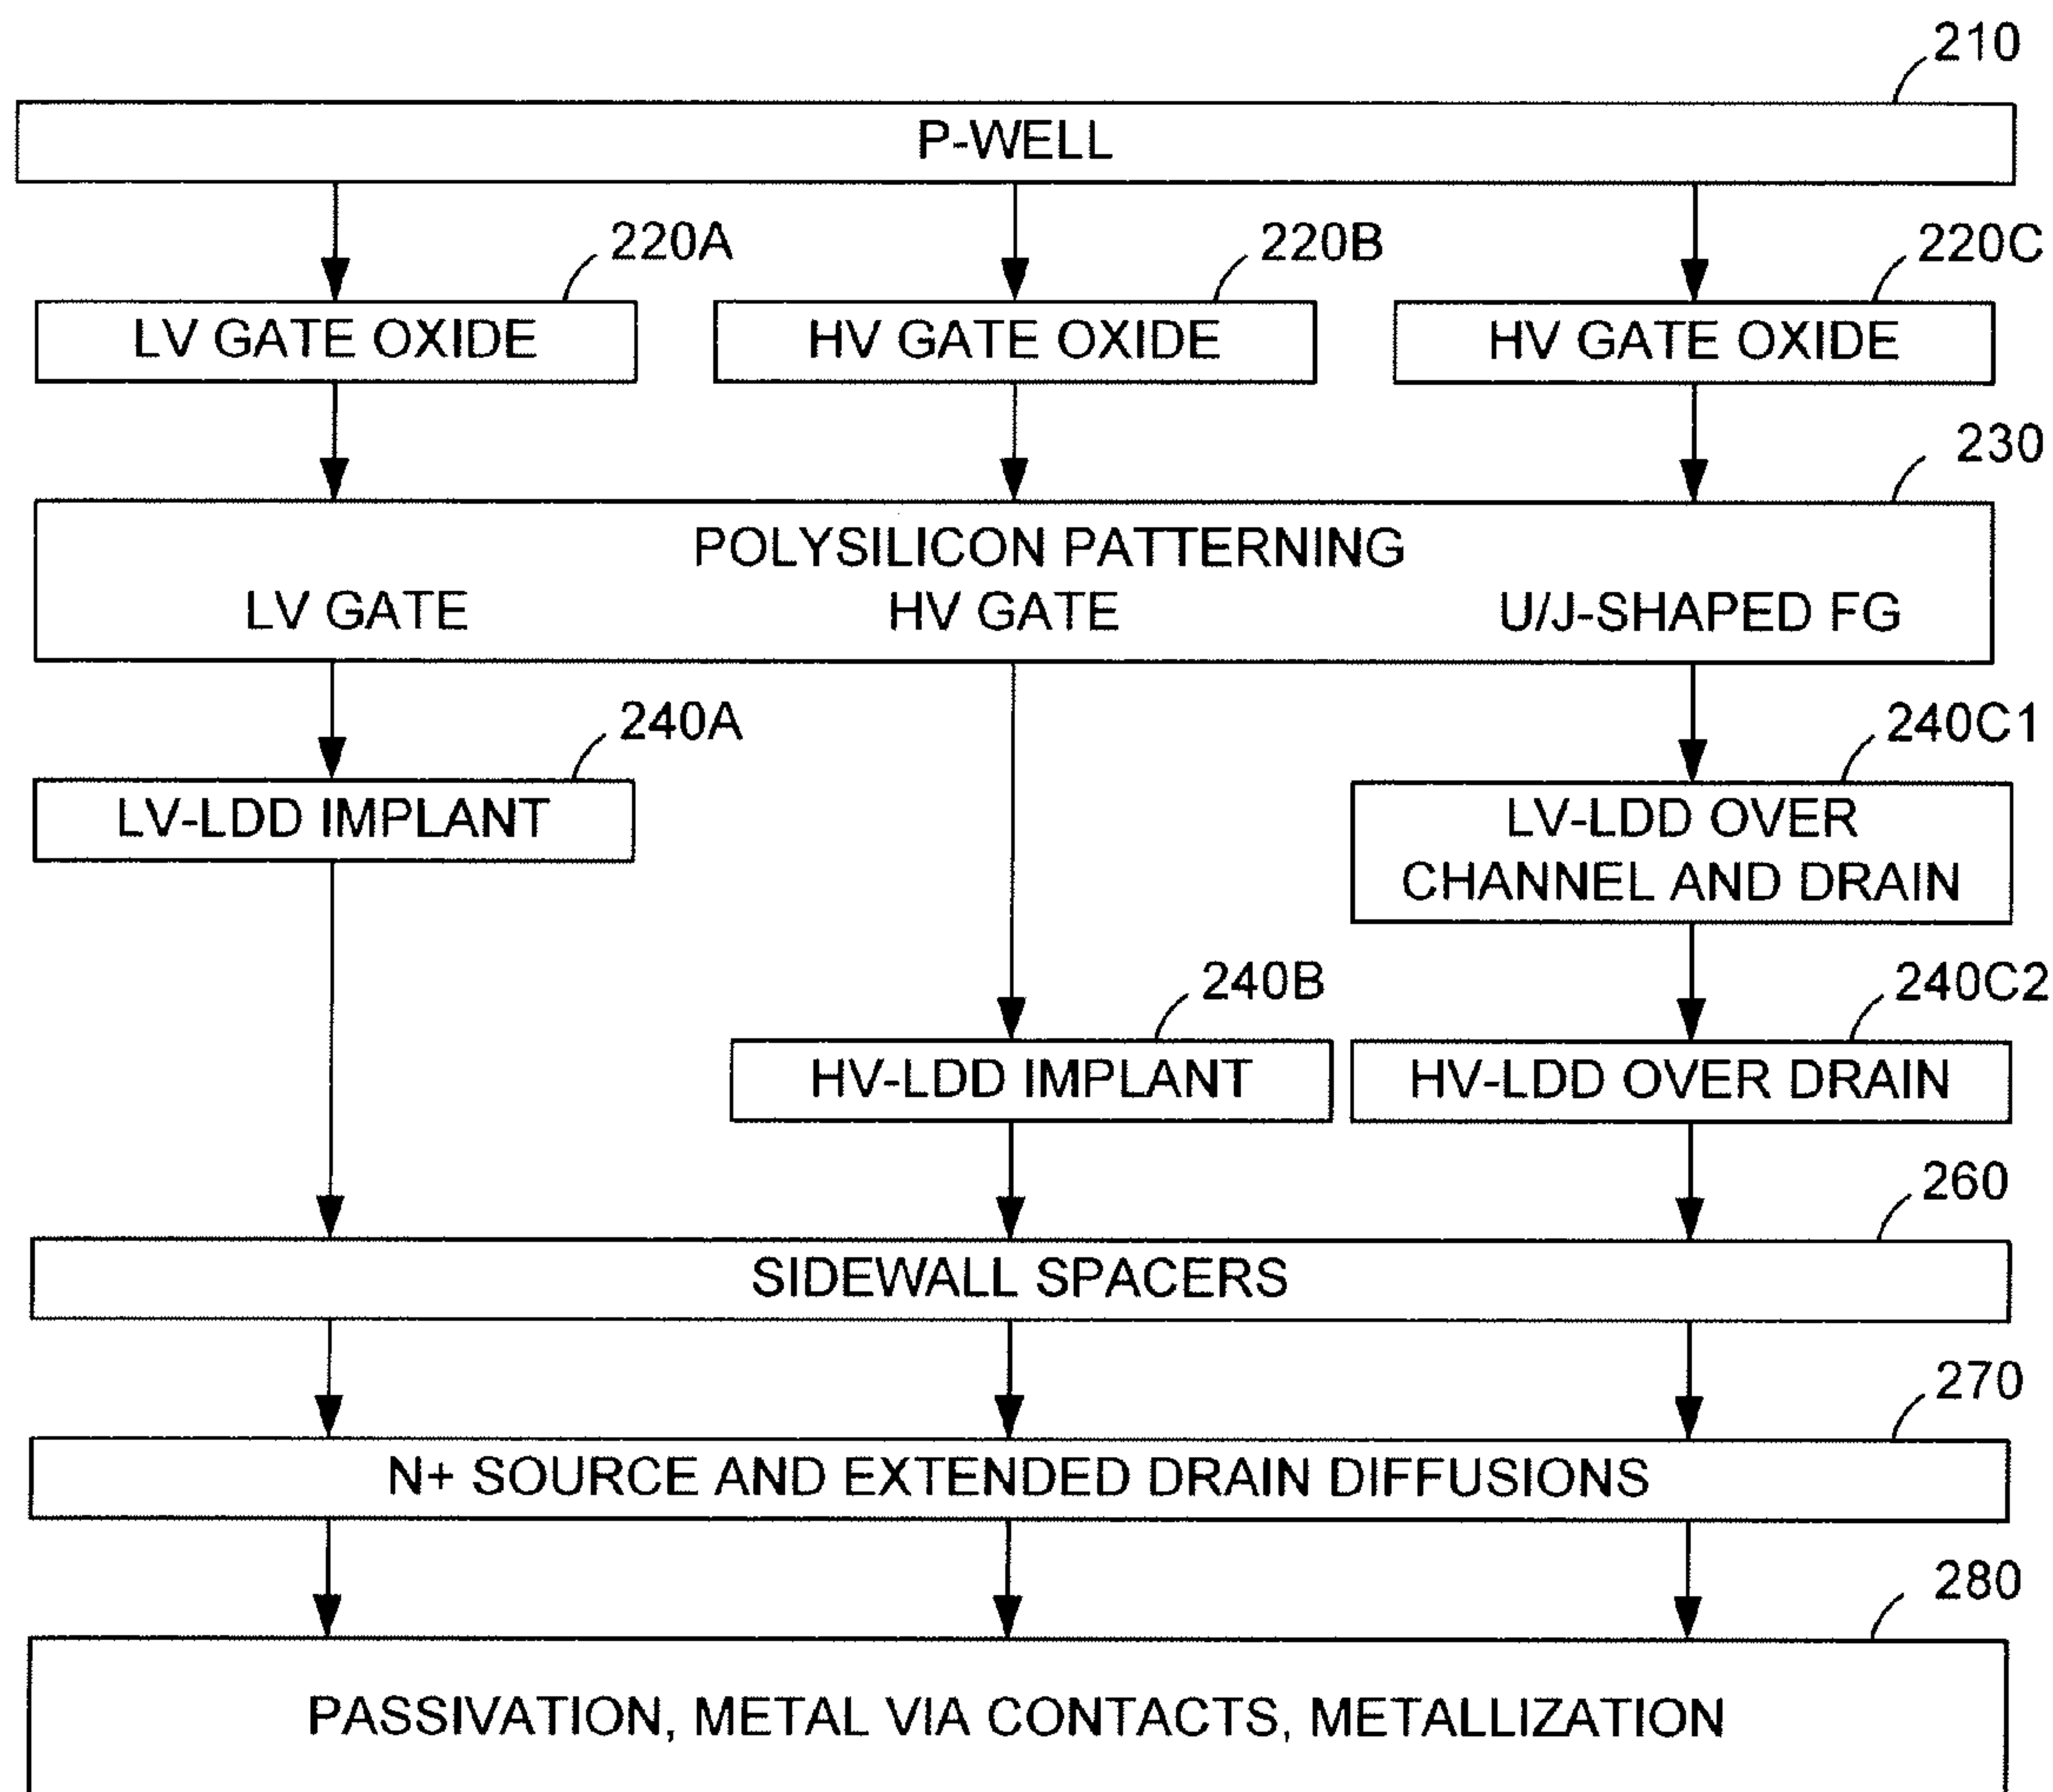 210
P-WELL
220A
220B
220C
LV GATE OXIDE
HV GATE OXIDE
HV GATE OXIDE
230
POLYSILICON PATTERNING
LV GATE
HV GATE
U/J-SHAPED FG
240A
240C1
LV-LDD IMPLANT
LV-LDD OVER
CHANNEL AND DRAIN
240B
240C2
HV-LDD IMPLANT
HV-LDD OVER DRAIN
260
SIDEWALL SPACERS
270
N+ SOURCE AND EXTENDED DRAIN DIFFUSIONS
280
PASSIVATION, METAL VIA CONTACTS, METALLIZATION